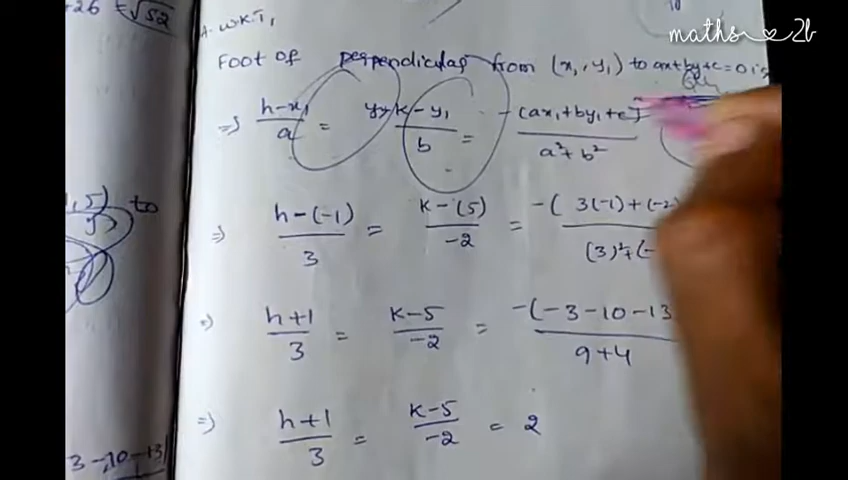 maths 2b
+26 = √52
A. W.K.T,
Foot of perpendicular from (x₁, y₁) to ax+by+c=0 is
⇒ h-x₁/a = k-y₁/b = -(ax₁+by₁+c)/a²+b²
,5) to
⇒ h-(-1)/3 = k-(5)/-2 = -( 3(-1)+(-2)/(3)²+(-
⇒ h+1/3 = k-5/-2 = -(-3-10-13/9+4
⇒ h+1/3 = k-5/-2 = 2
3-10-13|